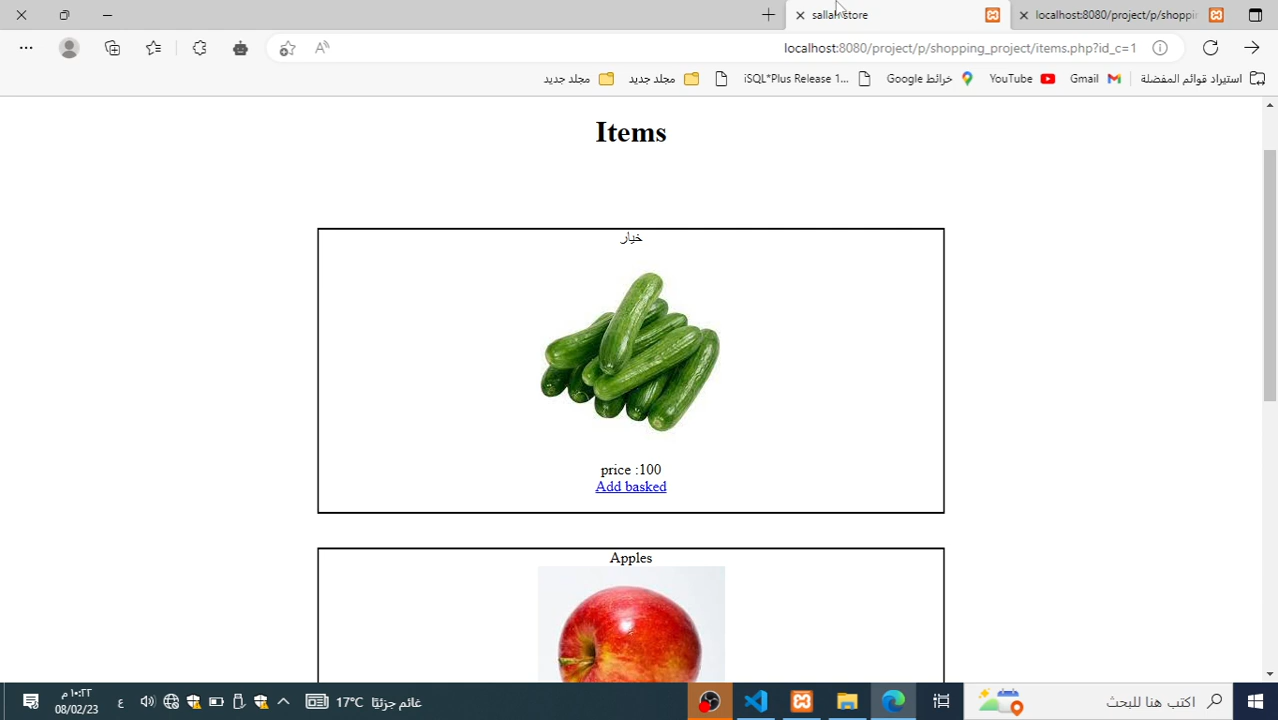 sallah store
localhost:8080/project/p/shoppin
localhost:8080/project/p/shopping_project/items.php?id_c=1
استيراد قوائم المفضلة
Gmail
YouTube
خرائط Google
iSQL*Plus Release 1...
مجلد جديد
مجلد جديد
Items
خيار
price :100
Add basked
Apples
اكتب هنا للبحث
17°C غائم جزئيًا
ع
١٠:٢٢ م
08/02/23